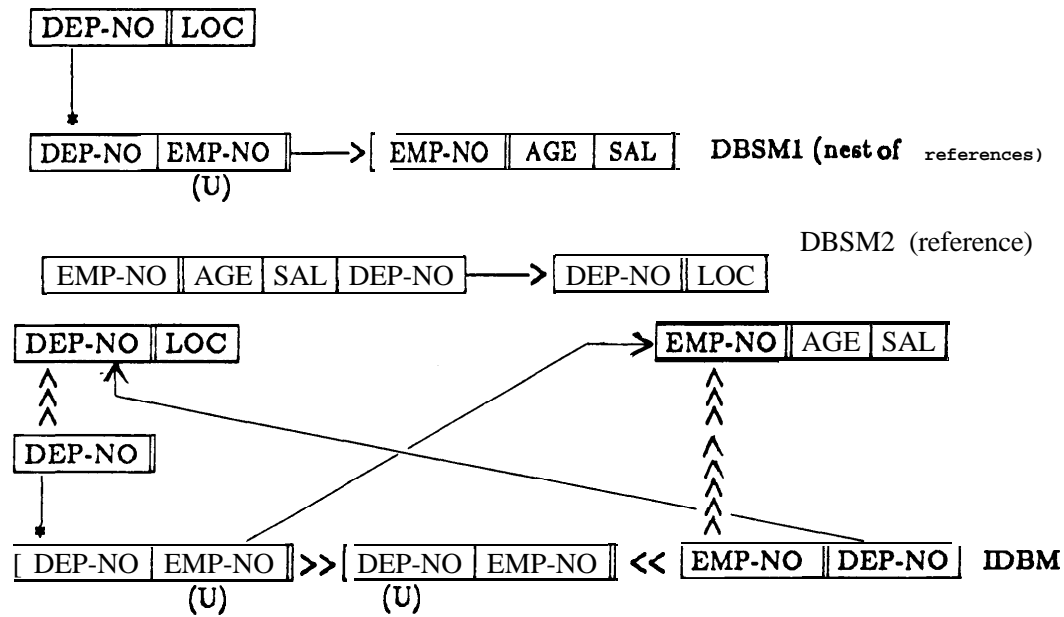 DEP-NO LOC
DEP-NO EMP-NO EMP-NO AGE SAL DBSM1 (nest of references)
(U)
DBSM2 (reference)
EMP-NO AGE SAL DEP-NO DEP-NO LOC
DEP-NO LOC EMP-NO AGE SAL
DEP-NO
DEP-NO EMP-NO >> DEP-NO EMP-NO << EMP-NO DEP-NO IDBM
(U) (U)